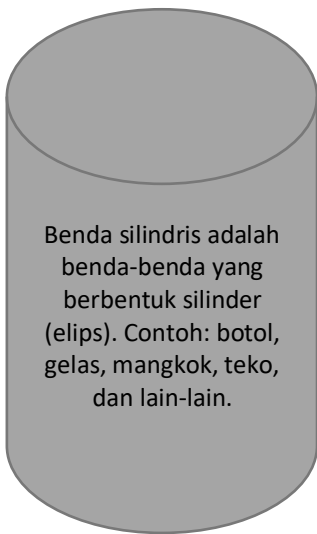 Benda silindris adalah
benda-benda yang
berbentuk silinder
(elips). Contoh: botol,
gelas, mangkok, teko,
dan lain-lain.